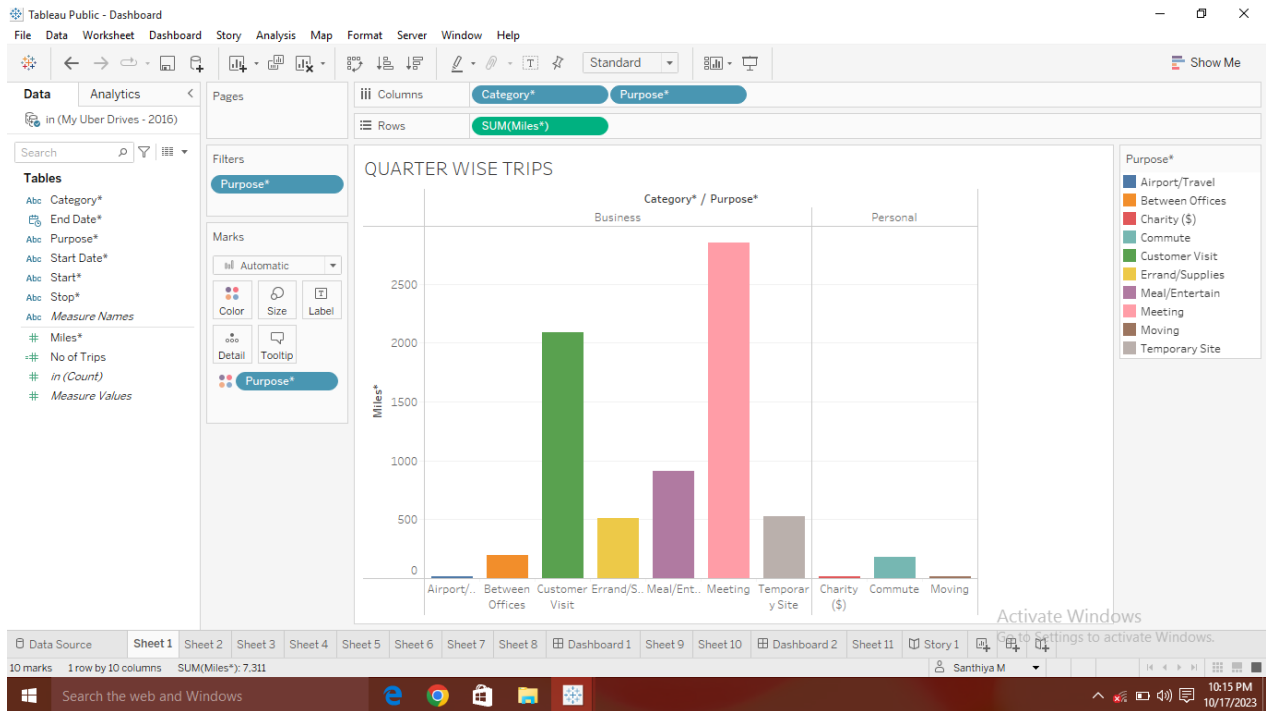 Tableau Public - Dashboard
File Data Worksheet Dashboard Story Analysis Map Format Server Window Help
Standard
Show Me
Data Analytics
in (My Uber Drives - 2016)
Search
Tables
Abc Category*
End Date*
Abc Purpose*
Abc Start Date*
Abc Start*
Abc Stop*
Abc Measure Names
# Miles*
=# No of Trips
# in (Count)
# Measure Values
Pages
Filters
Purpose*
Marks
Automatic
Color Size Label
Detail Tooltip
Purpose*
Columns Category* Purpose*
Rows SUM(Miles*)
QUARTER WISE TRIPS
Category* / Purpose*
Business Personal
Miles*
2500
2000
1500
1000
500
0
Airport/.. Between Offices Customer Visit Errand/S.. Meal/Ent.. Meeting Temporary Site Charity ($) Commute Moving
Purpose*
Airport/Travel
Between Offices
Charity ($)
Commute
Customer Visit
Errand/Supplies
Meal/Entertain
Meeting
Moving
Temporary Site
Activate Windows
Go to Settings to activate Windows.
Data Source Sheet 1 Sheet 2 Sheet 3 Sheet 4 Sheet 5 Sheet 6 Sheet 7 Sheet 8 Dashboard 1 Sheet 9 Sheet 10 Dashboard 2 Sheet 11 Story 1
10 marks 1 row by 10 columns SUM(Miles*): 7,311 Santhiya M
Search the web and Windows
10:15 PM
10/17/2023